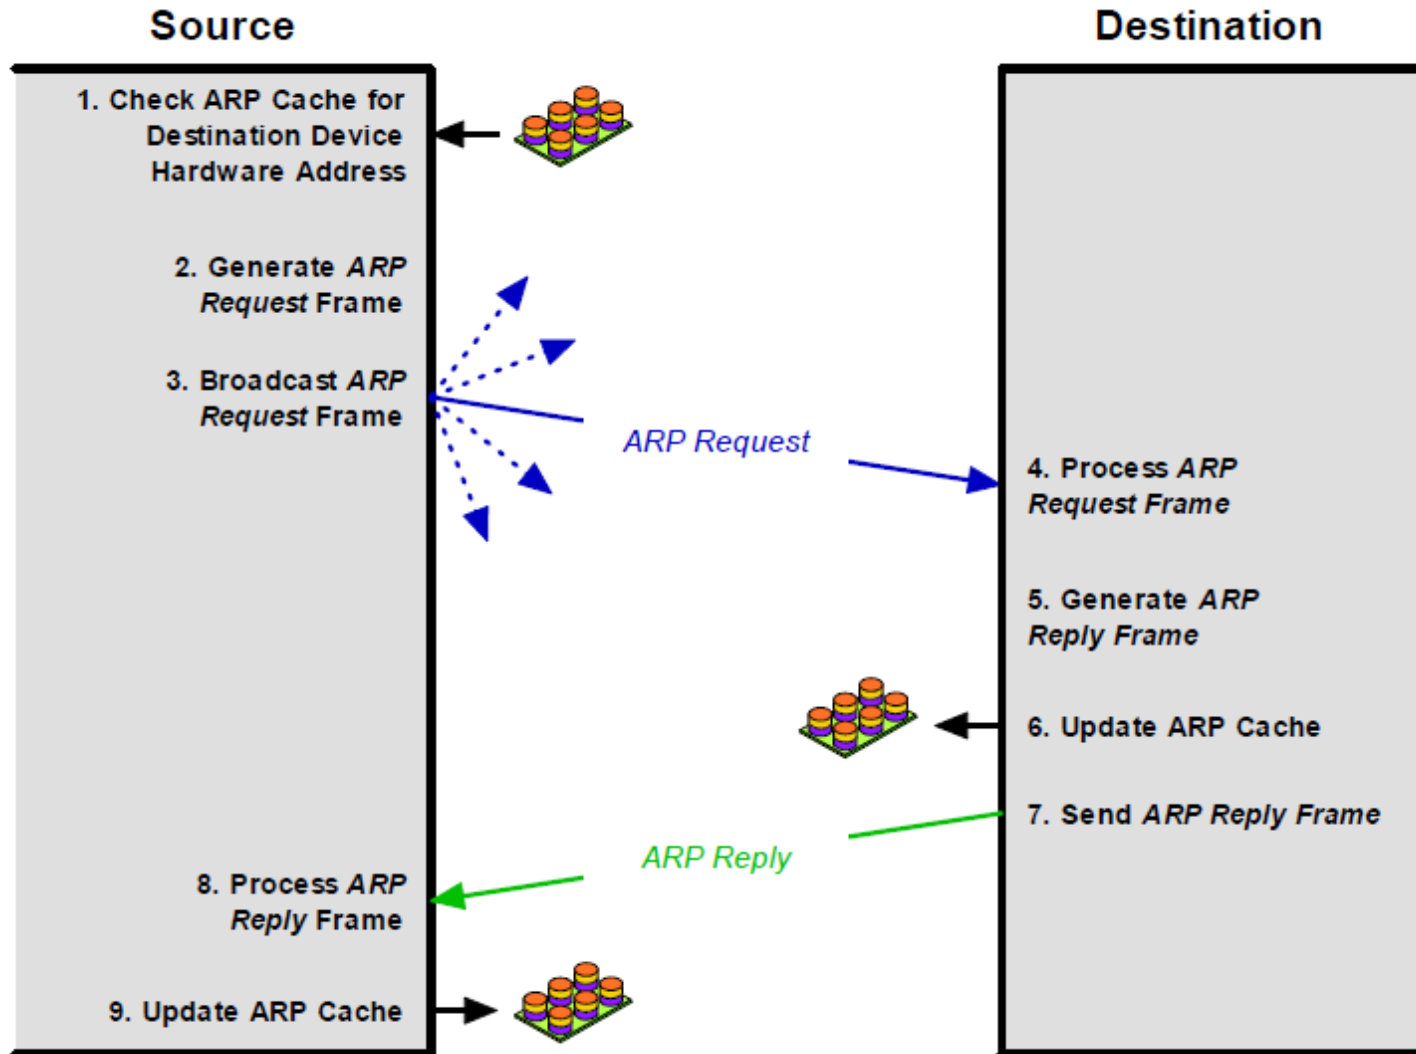 Source
Destination
1. Check ARP Cache for
Destination Device
Hardware Address
2. Generate ARP
Request Frame
3. Broadcast ARP
Request Frame
ARP Request
4. Process ARP
Request Frame
5. Generate ARP
Reply Frame
6. Update ARP Cache
7. Send ARP Reply Frame
ARP Reply
8. Process ARP
Reply Frame
9. Update ARP Cache